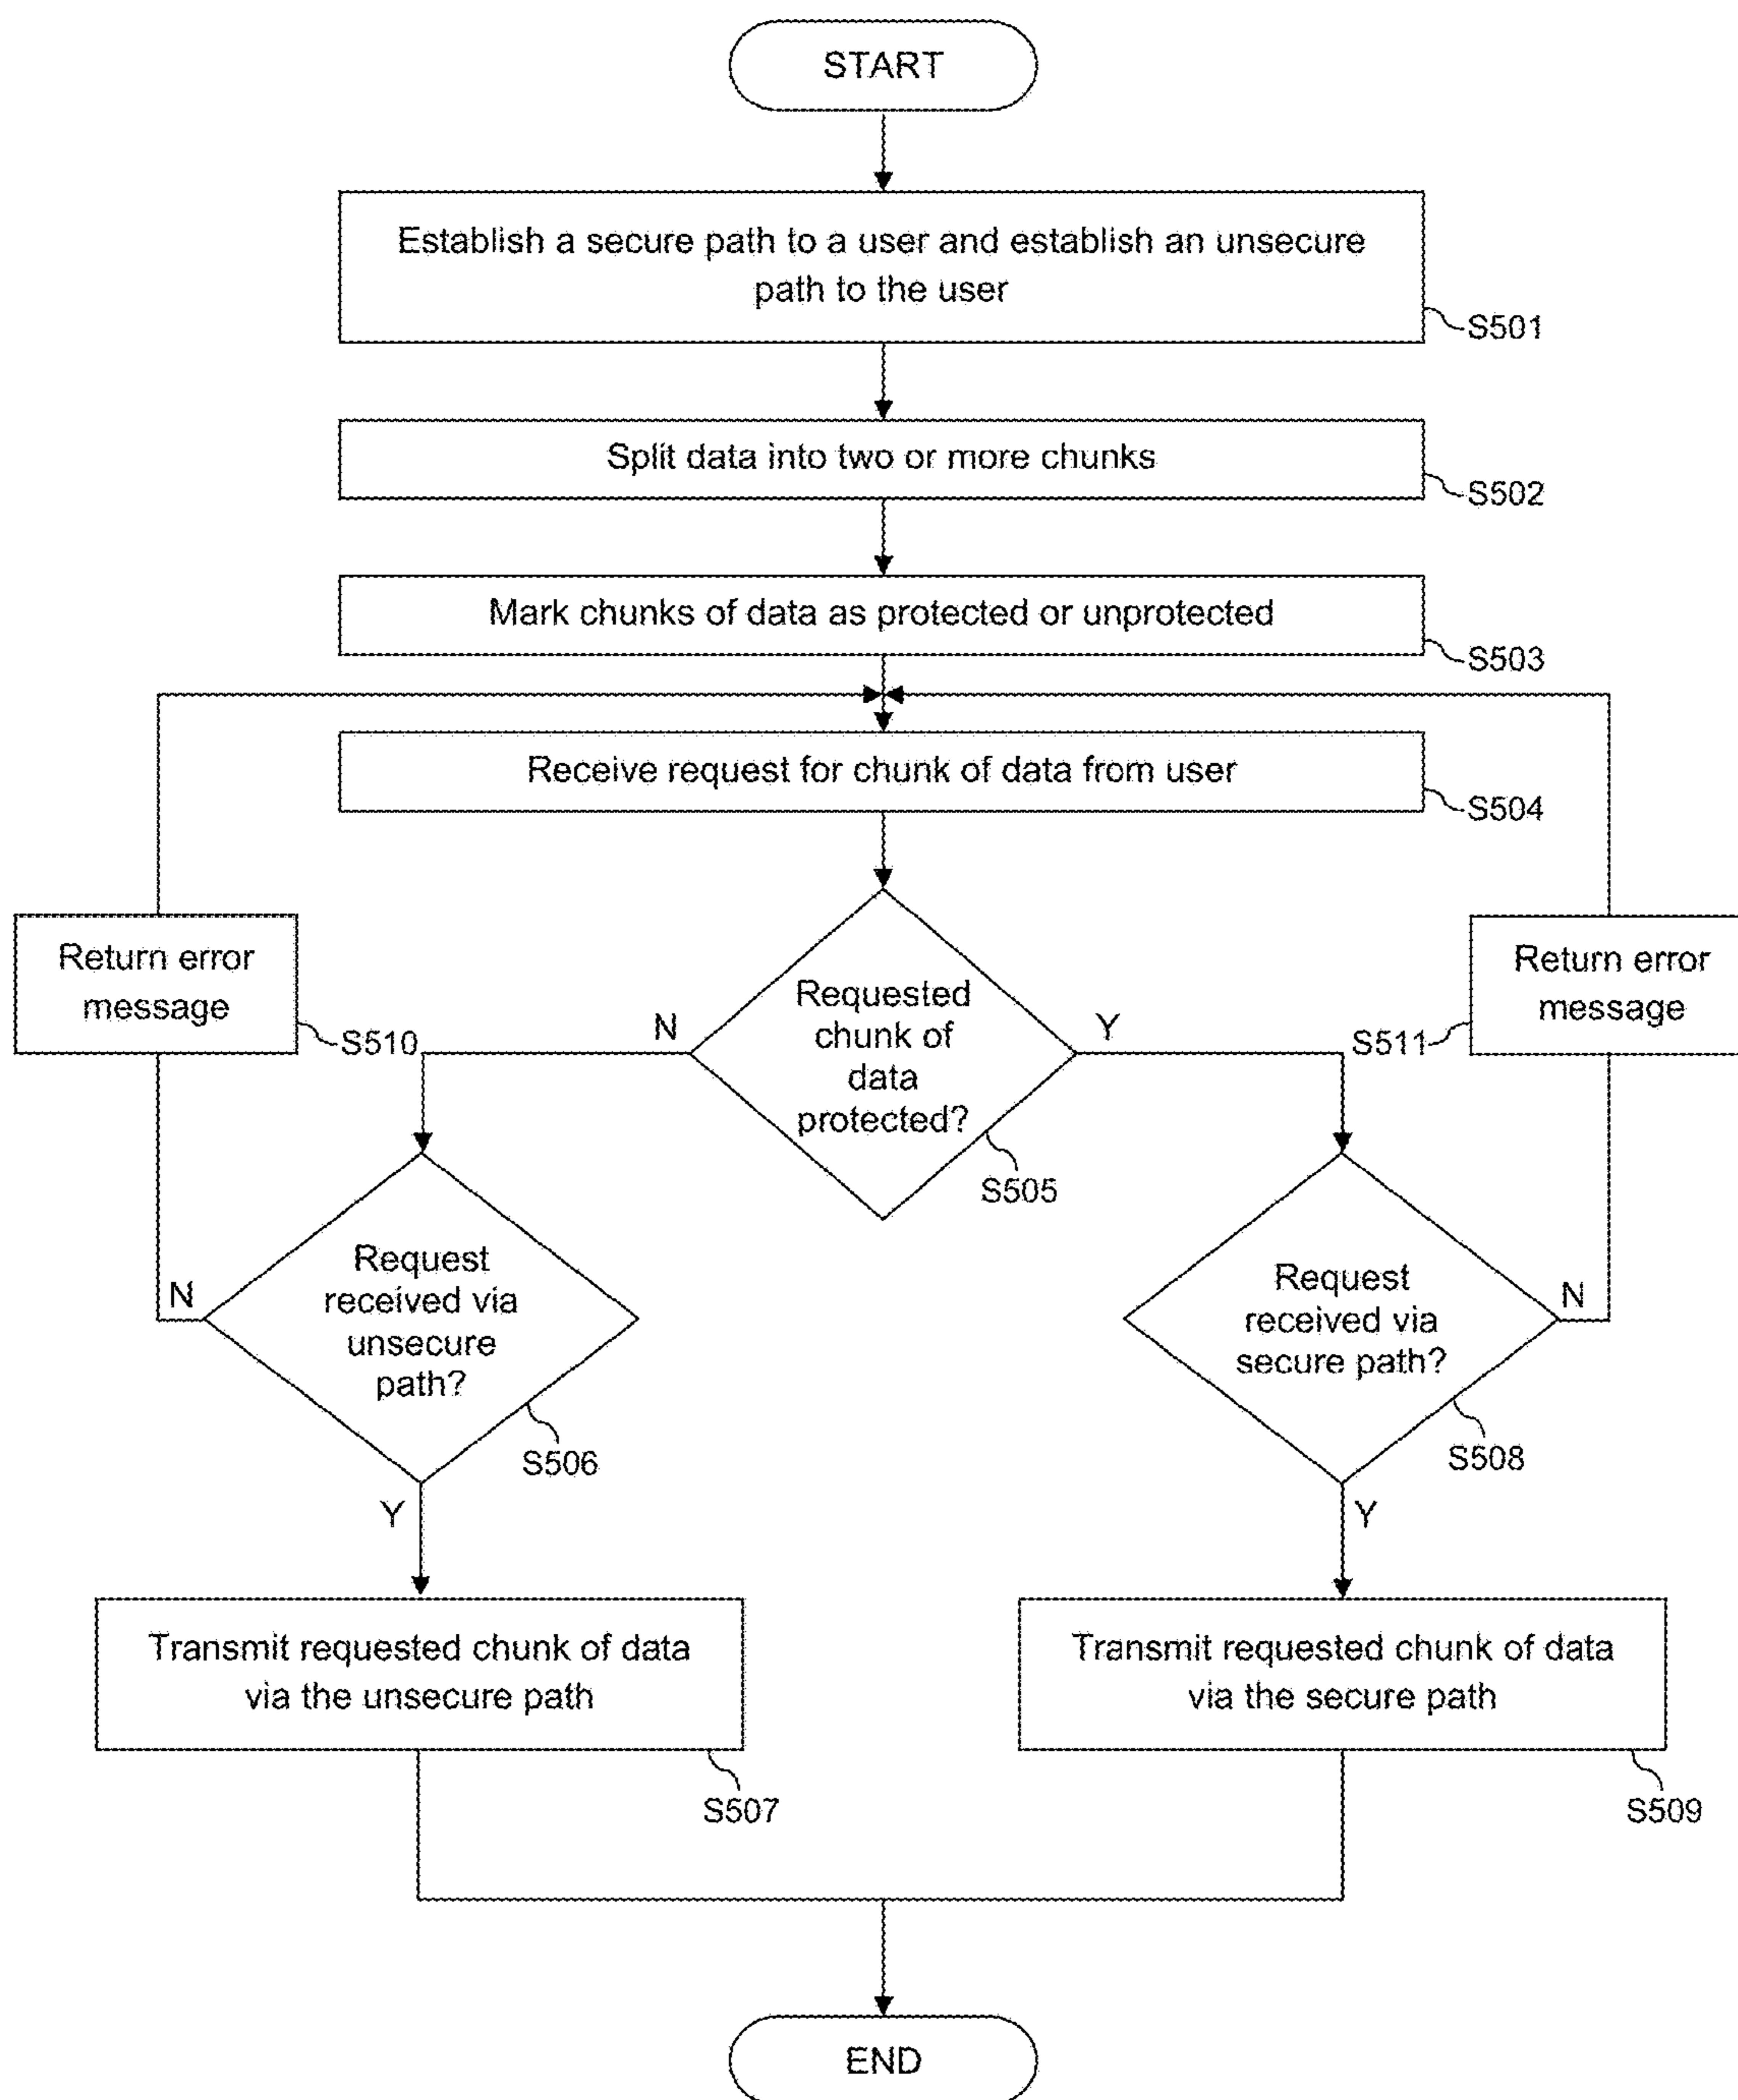 START
Establish a secure path to a user and establish an unsecure
path to the user
S501
Split data into two or more chunks
S502
Mark chunks of data as protected or unprotected
S503
Receive request for chunk of data from user
S504
Return error
message
S510
N
Requested
chunk of
data
protected?
Y
S505
Return error
message
S511
N
Request
received via
unsecure
path?
S506
Y
Request
received via
secure path?
N
S508
Y
Transmit requested chunk of data
via the unsecure path
S507
Transmit requested chunk of data
via the secure path
S509
END